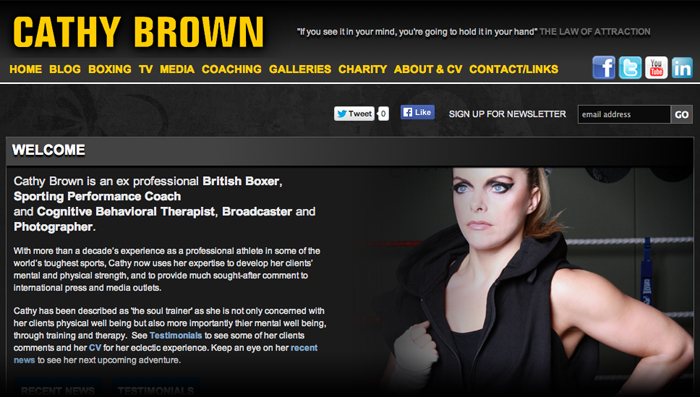 CATHY BROWN
"If you see it in your mind, you're going to hold it in your hand" THE LAW OF ATTRACTION
HOME BLOG BOXING TV MEDIA COACHING GALLERIES CHARITY ABOUT & CV CONTACT/LINKS
f t You Tube in
Tweet 0 f Like SIGN UP FOR NEWSLETTER email address GO
WELCOME
Cathy Brown is an ex professional British Boxer,
Sporting Performance Coach
and Cognitive Behavioral Therapist, Broadcaster and
Photographer.
With more than a decade's experience as a professional athlete in some of the
world's toughest sports, Cathy now uses her expertise to develop her clients'
mental and physical strength, and to provide much sought-after comment to
international press and media outlets.
Cathy has been described as 'the soul trainer' as she is not only concerned with
her clients physical well being but also more importantly thier mental well being,
through training and therapy. See Testimonials to see some of her clients
comments and her CV for her eclectic experience. Keep an eye on her recent
news to see her next upcoming adventure.
RECENT NEWS TESTIMONIALS